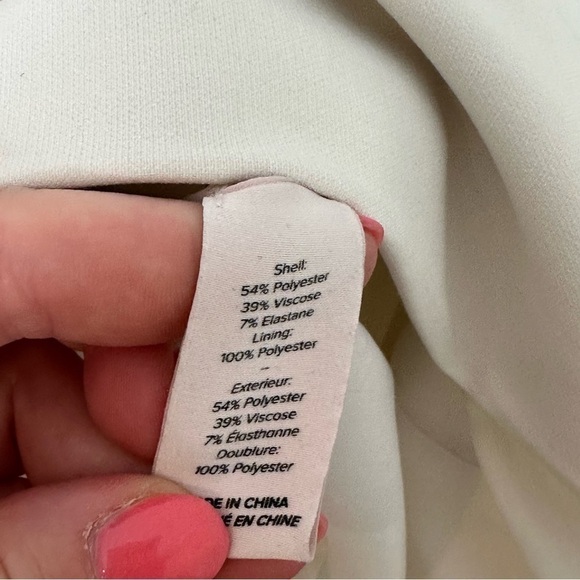 Shell:
54% Polyester
39% Viscose
7% Elastane
Lining:
100% Polyester
–
Exterieur:
54% Polyester
39% Viscose
7% Élasthanne
Doublure:
100% Polyester
IN CHINA
EN CHINE